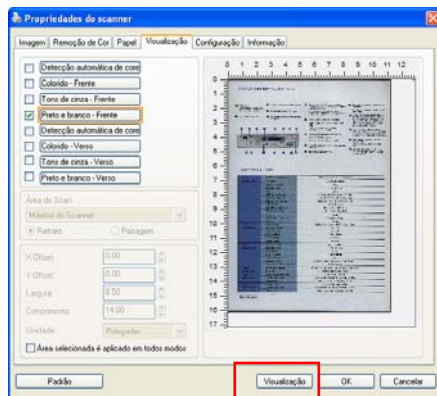 Propriedades do scanner
Imagem Remoção de Cor Papel Visualização Configuração Informação
Detecção automática de core
Colorido - Frente
Tons de cinza - Frente
Preto e branco - Frente
Detecção automática de core
Colorido - Verso
Tons de cinza - Verso
Preto e branco - Verso
Área de Scan:
Máximo do Scanner
Retrato Paisagem
X-Offset: 0.00
Y-Offset: 0.00
Largura: 8.50
Comprimento: 14.00
Unidade: Polegadas
Área selecionada é aplicado em todos modos
0 1 2 3 4 5 6 7 8 9 10 11 12
0
1
2
3
4
5
6
7
8
9
10
11
12
13
14
15
16
17
Padrão Visualização OK Cancelar